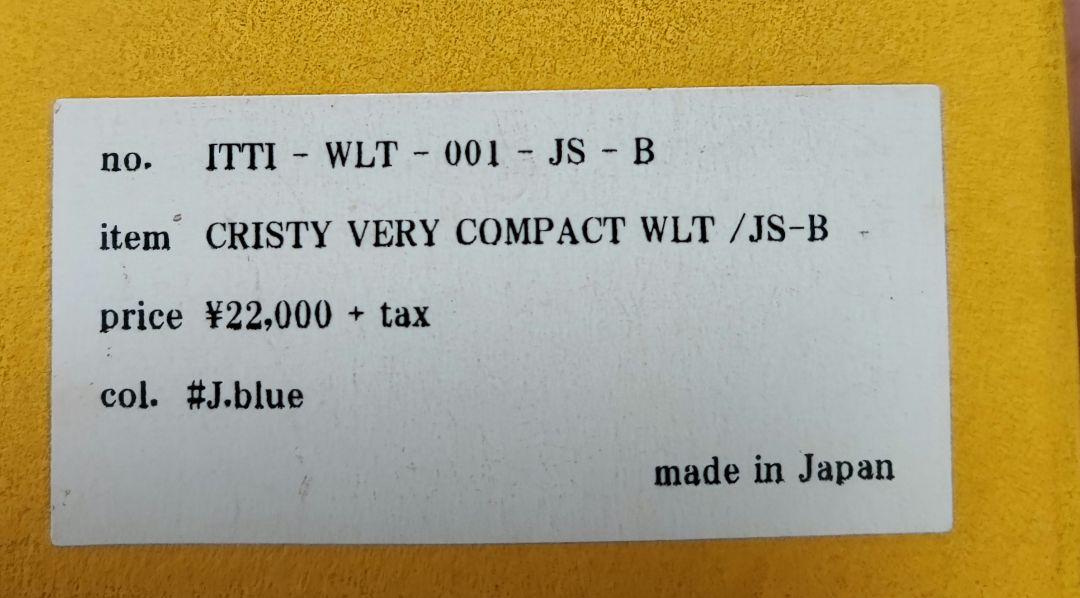 no. ITTI - WLT - 001 - JS - B
item CRISTY VERY COMPACT WLT /JS-B
price ¥22,000 + tax
col. #J.blue
made in Japan